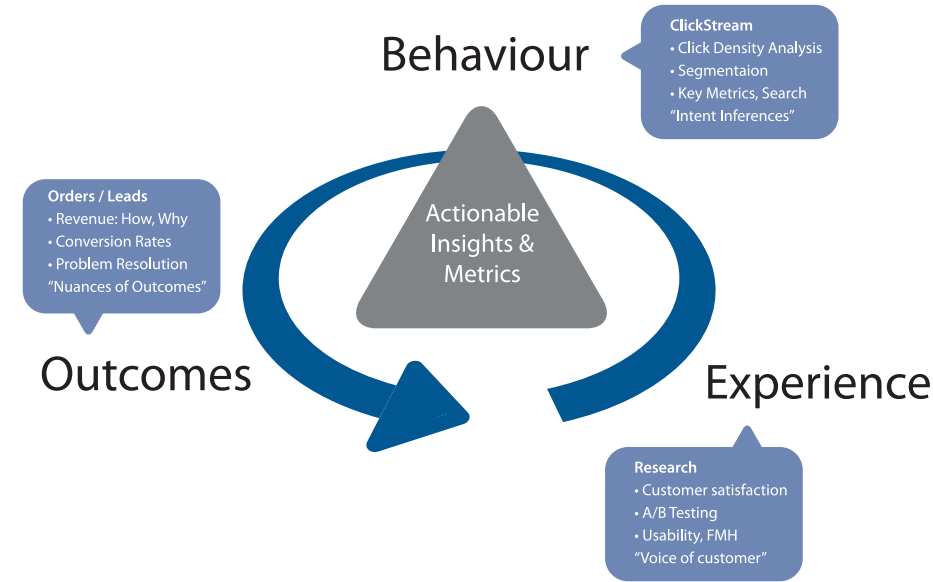 Behaviour
ClickStream
• Click Density Analysis
• Segmentaion
• Key Metrics, Search
“Intent Inferences”
Orders / Leads
• Revenue: How, Why
• Conversion Rates
• Problem Resolution
“Nuances of Outcomes”
Actionable
Insights &
Metrics
Outcomes
Experience
Research
• Customer satisfaction
• A/B Testing
• Usability, FMH
“Voice of customer”